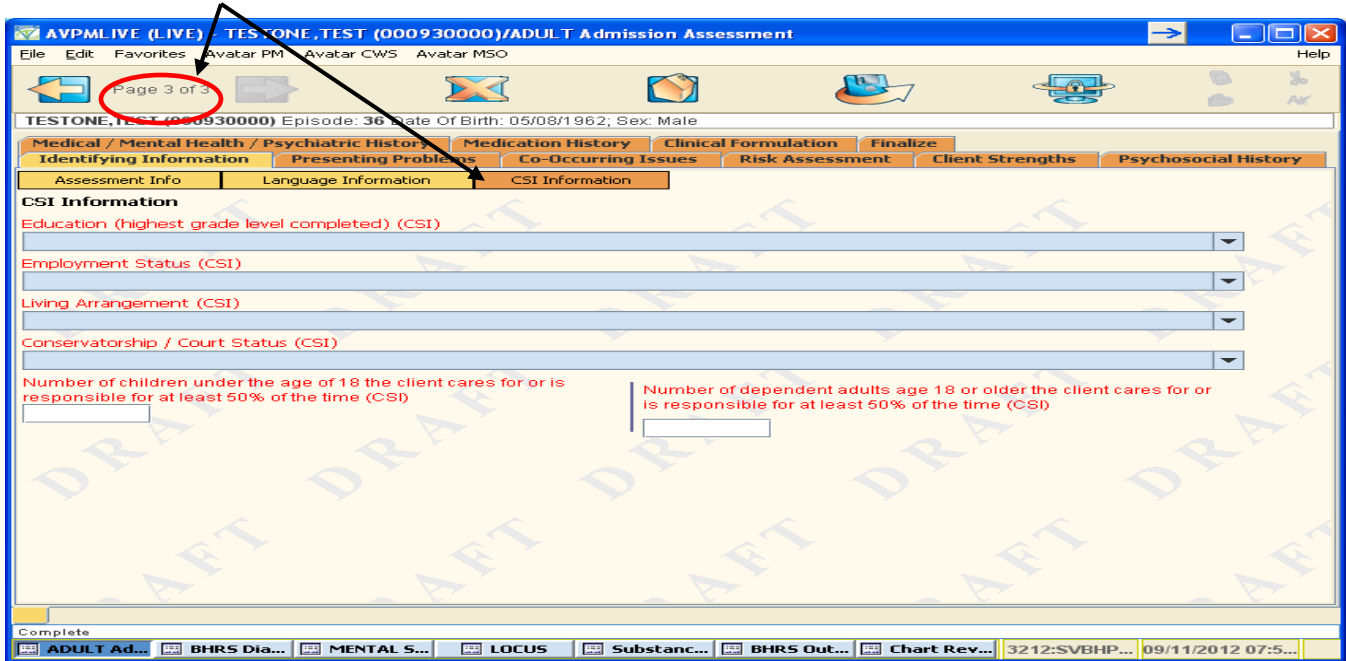 AVPMLIVE (LIVE) - TESTONE,TEST (000930000)/ADULT Admission Assessment
File Edit Favorites Avatar PM Avatar CWS Avatar MSO Help
Page 3 of 3
TESTONE,TEST (000930000) Episode: 36 Date Of Birth: 05/08/1962; Sex: Male
Medical / Mental Health / Psychiatric History Medication History Clinical Formulation Finalize
Identifying Information Presenting Problems Co-Occurring Issues Risk Assessment Client Strengths Psychosocial History
Assessment Info Language Information CSI Information
CSI Information
Education (highest grade level completed) (CSI)
Employment Status (CSI)
Living Arrangement (CSI)
Conservatorship / Court Status (CSI)
Number of children under the age of 18 the client cares for or is
responsible for at least 50% of the time (CSI)
Number of dependent adults age 18 or older the client cares for or
is responsible for at least 50% of the time (CSI)
DRAFT
Complete
ADULT Ad... BHRS Dia... MENTAL S... LOCUS Substanc... BHRS Out... Chart Rev... 3212:SVBHP... 09/11/2012 07:5...